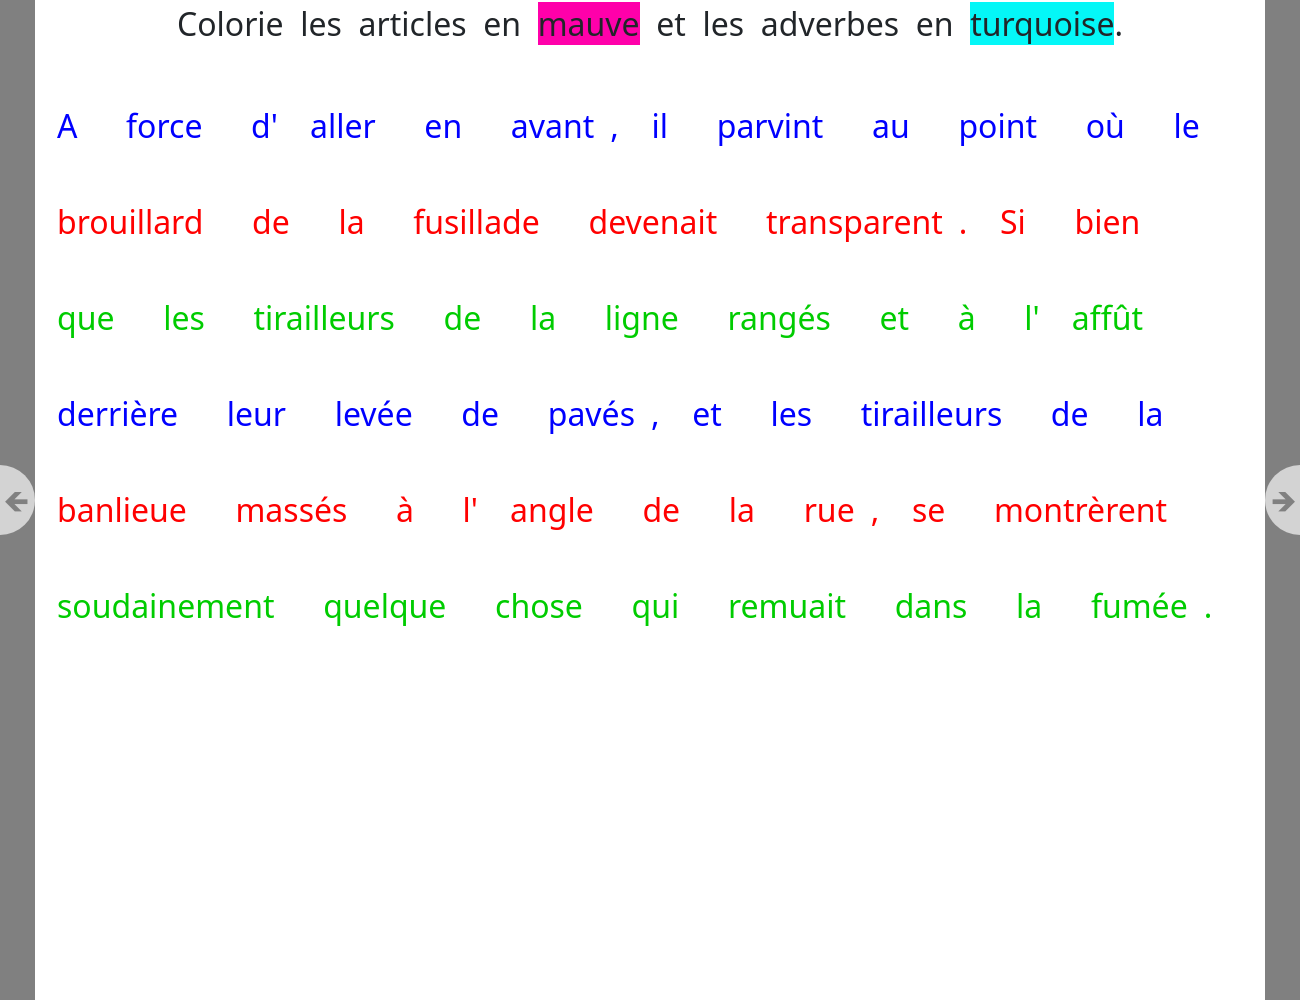 Colorie les articles en mauve et les adverbes en turquoise.
A force d' aller en avant , il parvint au point où le
brouillard de la fusillade devenait transparent . Si bien
que les tirailleurs de la ligne rangés et à l' affût
derrière leur levée de pavés , et les tirailleurs de la
banlieue massés à l' angle de la rue , se montrèrent
soudainement quelque chose qui remuait dans la fumée .